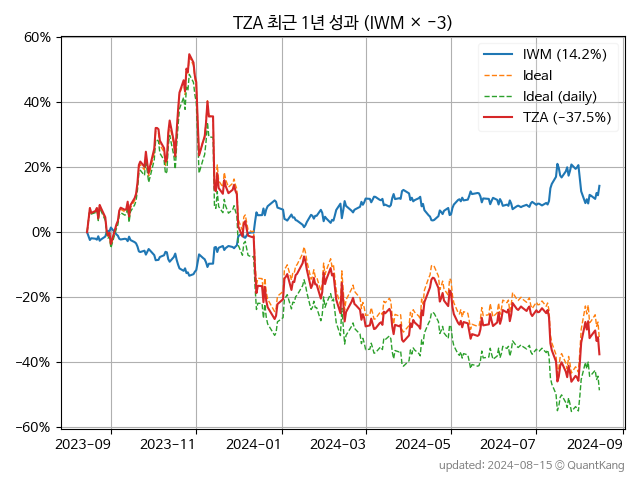 TZA 최근 1년 성과 (IWM × −3)
60%
40%
20%
0%
−20%
−40%
−60%
IWM (14.2%)
Ideal
Ideal (daily)
TZA (−37.5%)
2023-09
2023-11
2024-01
2024-03
2024-05
2024-07
2024-09
updated: 2024-08-15 © QuantKang